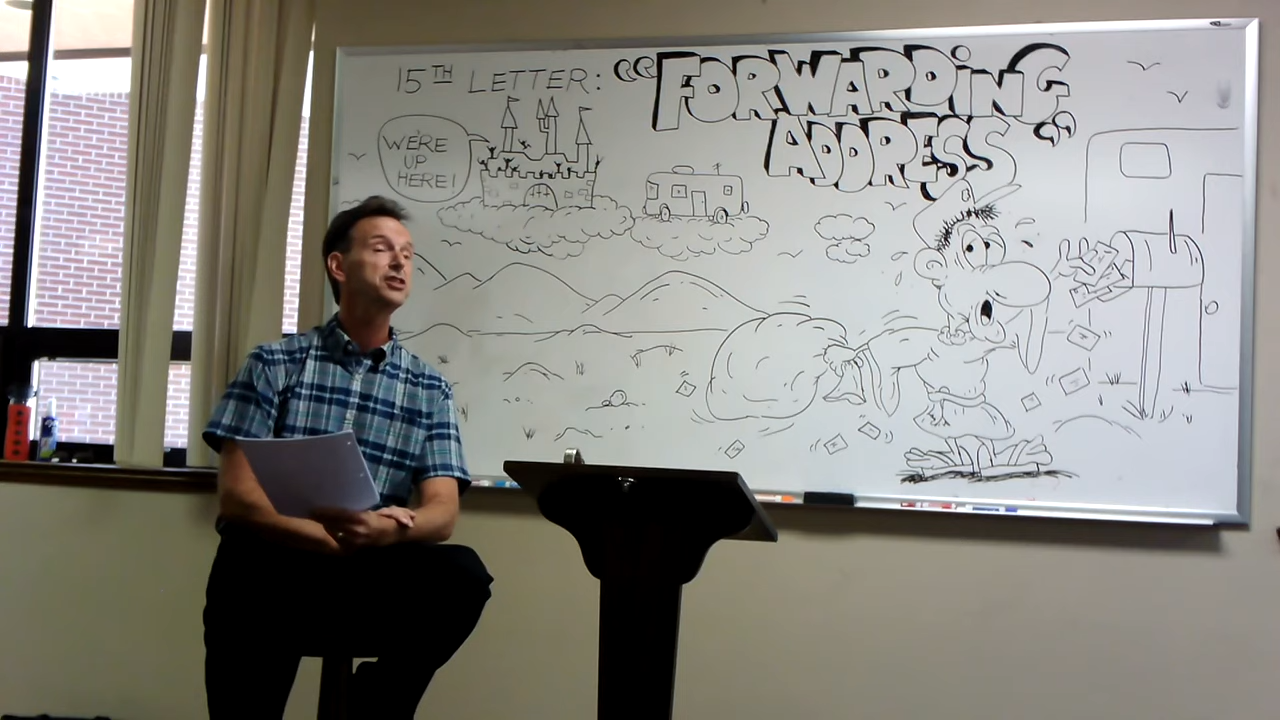 15TH LETTER: "FORWARDiNG
ADDRESS"
WE'RE
UP
HERE!